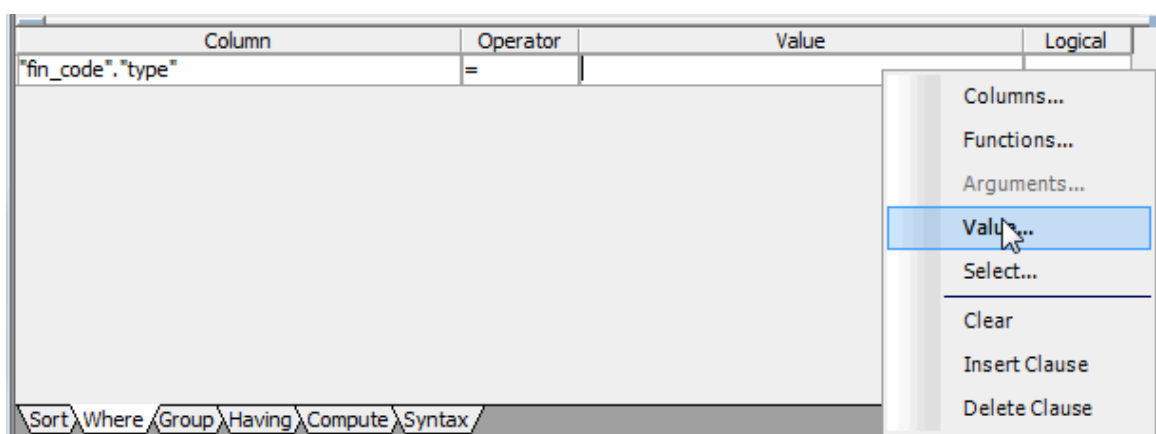 Column Operator Value Logical
"fin_code"."type" =
Columns...
Functions...
Arguments...
Value...
Select...
Clear
Insert Clause
Delete Clause
Sort Where Group Having Compute Syntax